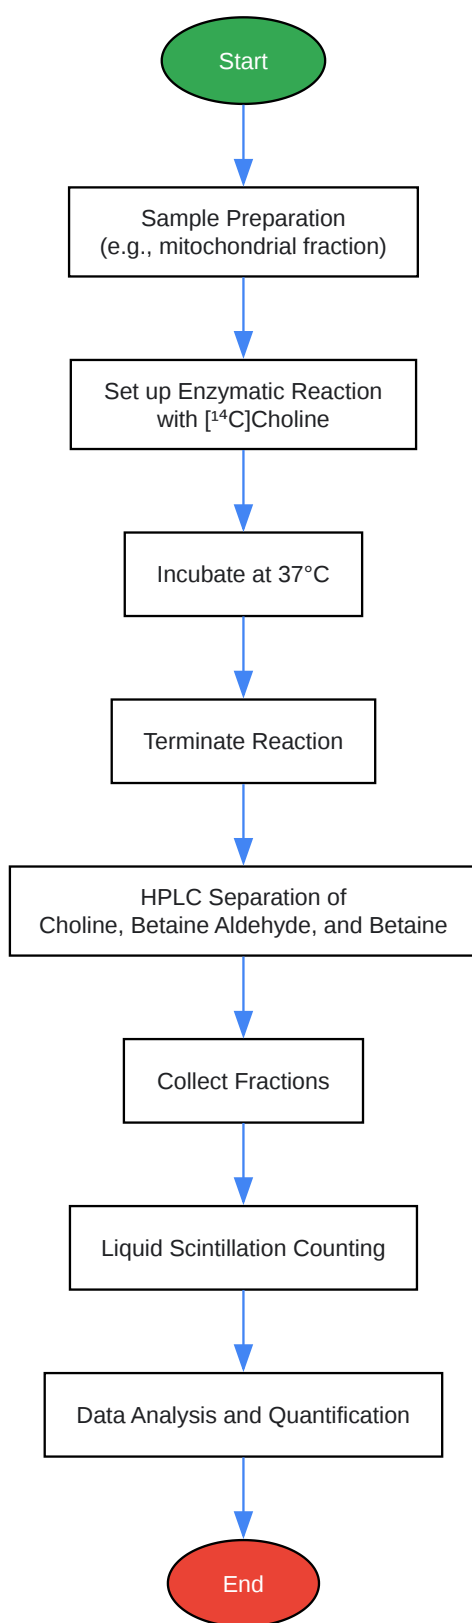 Start
Sample Preparation
(e.g., mitochondrial fraction)
Set up Enzymatic Reaction
with [¹⁴C]Choline
Incubate at 37°C
Terminate Reaction
HPLC Separation of
Choline, Betaine Aldehyde, and Betaine
Collect Fractions
Liquid Scintillation Counting
Data Analysis and Quantification
End